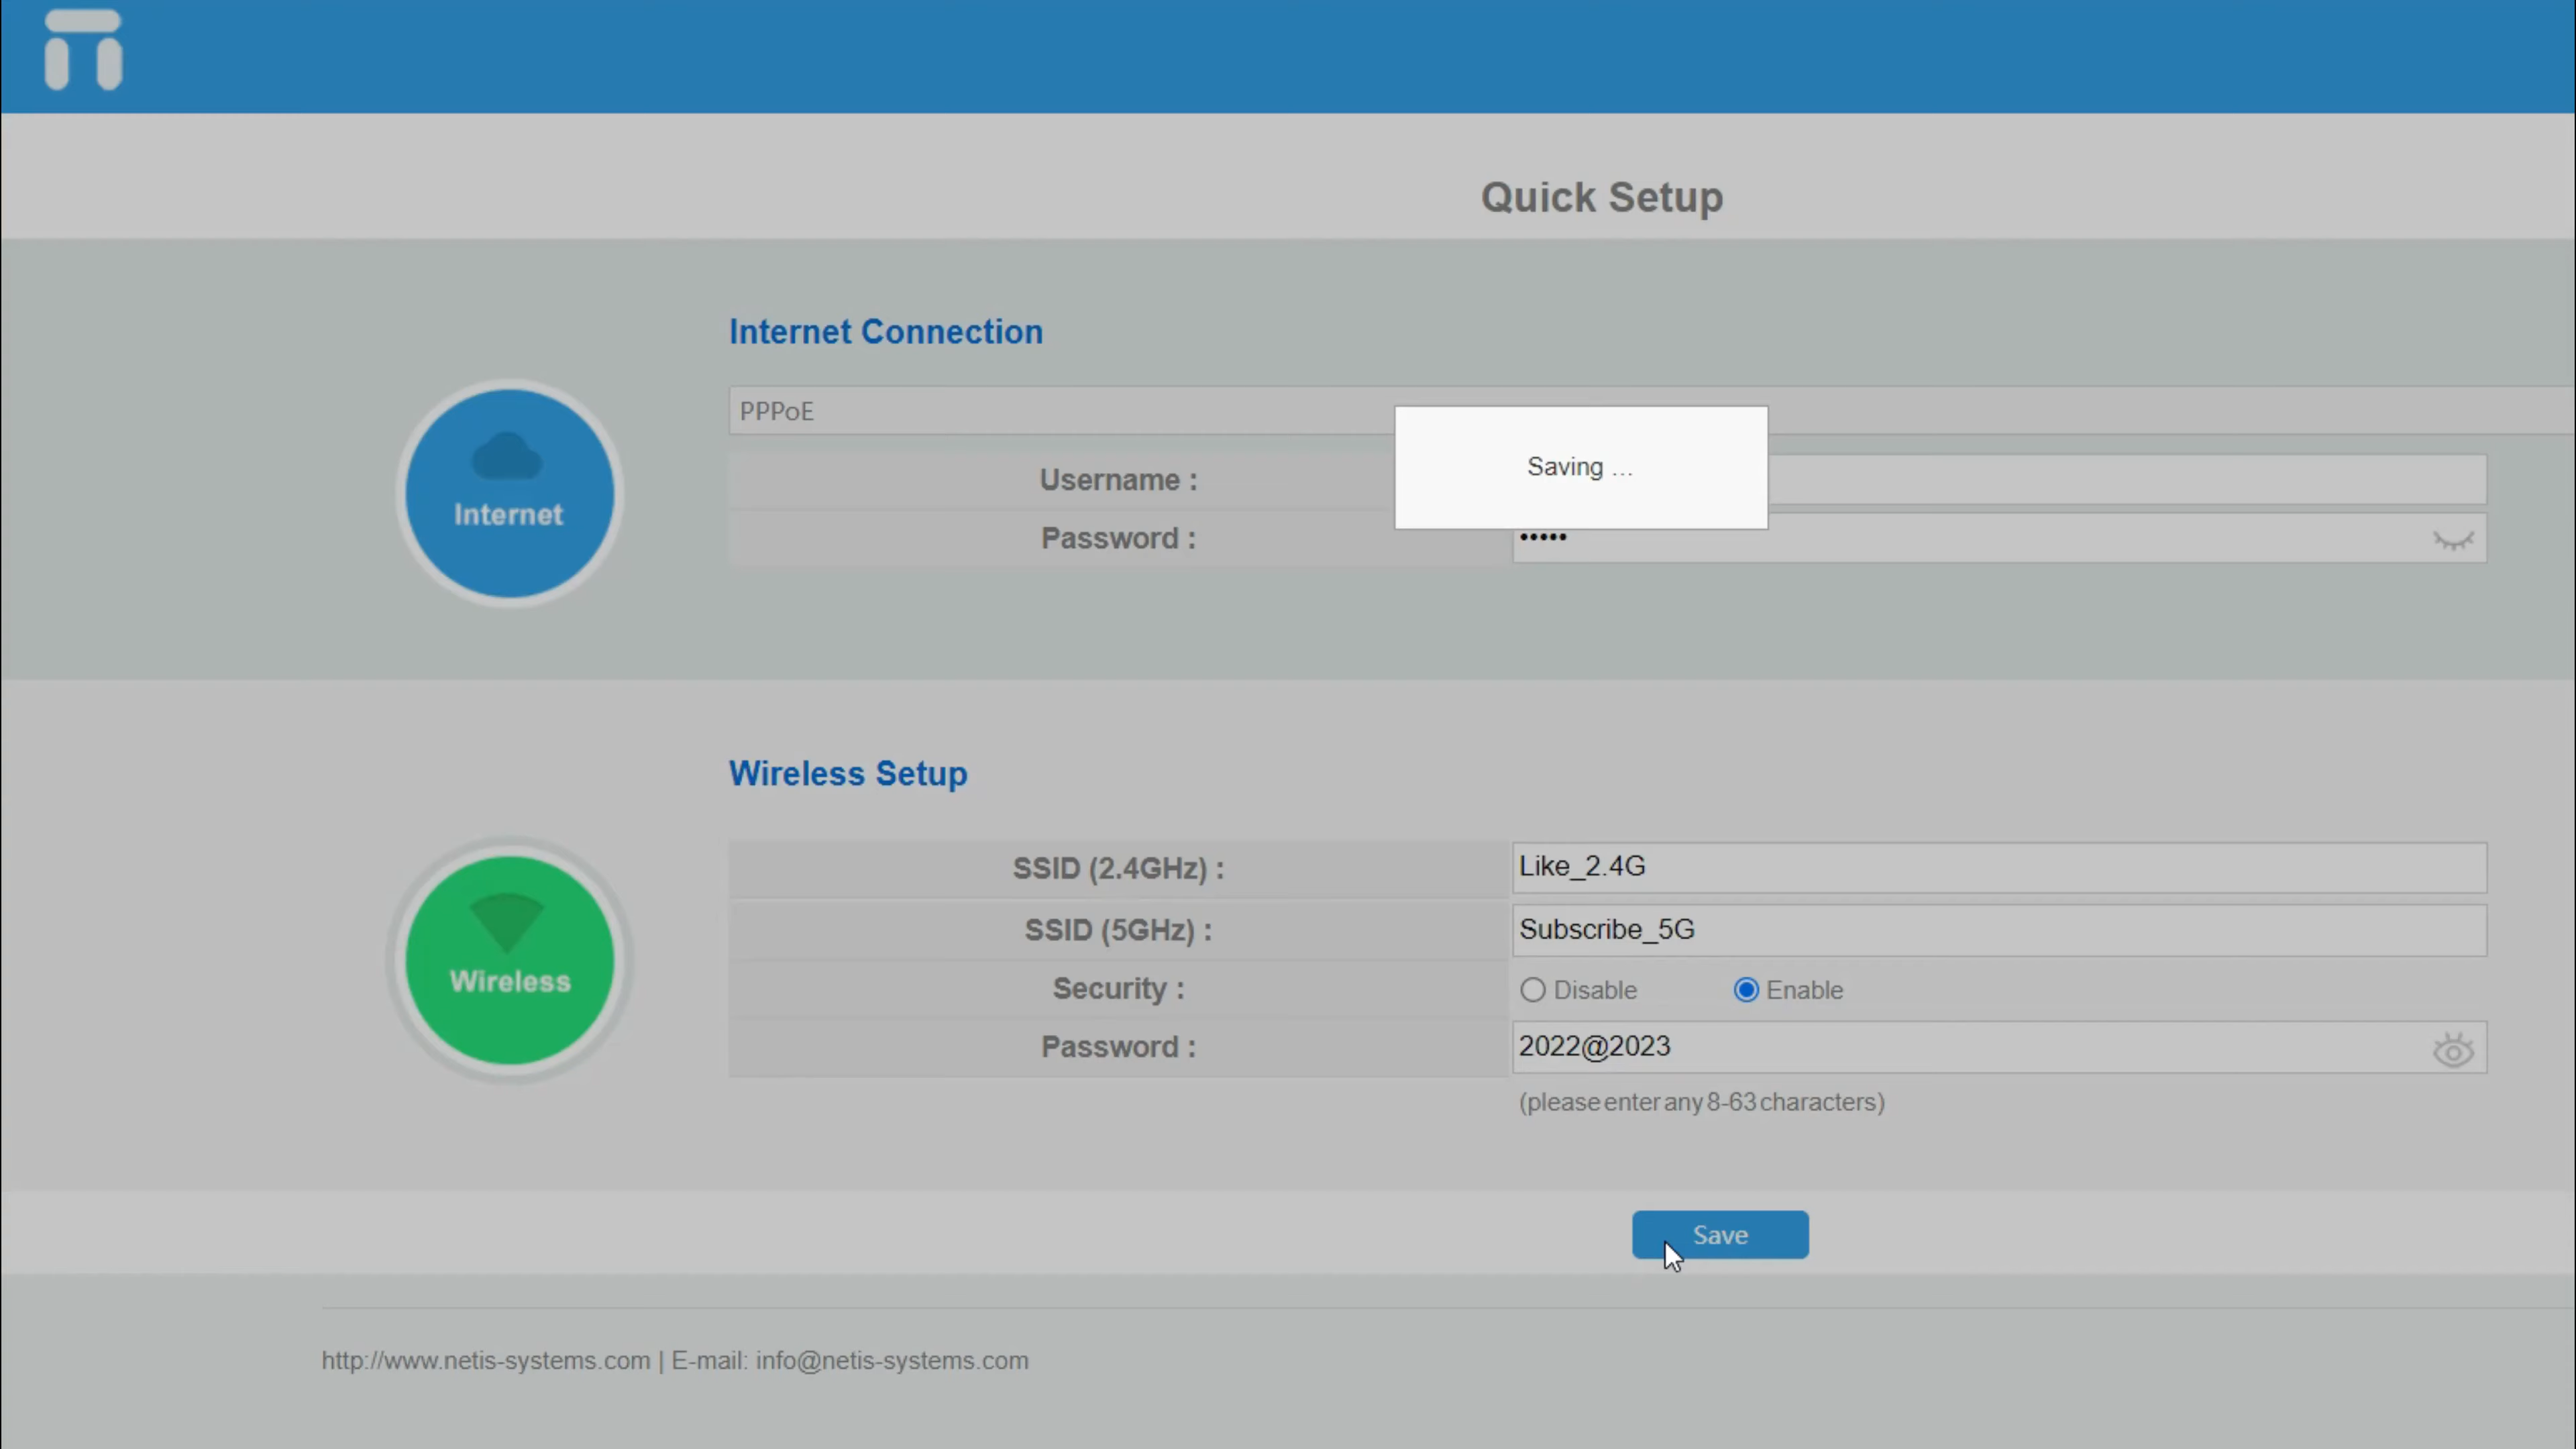 Quick Setup
Internet Connection
Internet
PPPoE
Saving ...
Username :
Password :
•••••
Wireless Setup
Wireless
SSID (2.4GHz) : Like_2.4G
SSID (5GHz) : Subscribe_5G
Security : Disable Enable
Password : 2022@2023
(please enter any 8-63 characters)
Save
http://www.netis-systems.com | E-mail: info@netis-systems.com